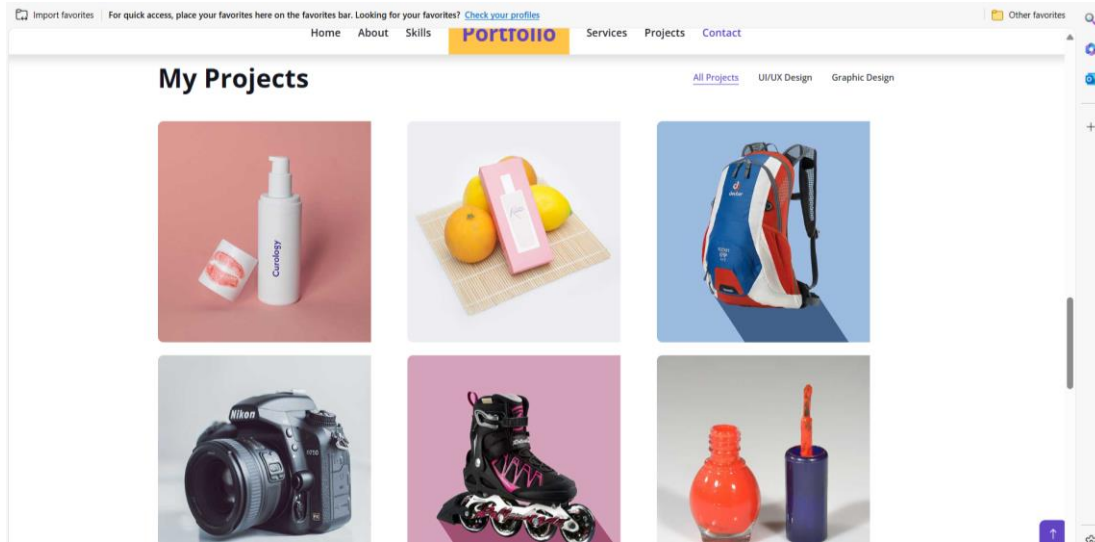 Import favorites For quick access, place your favorites here on the favorites bar. Looking for your favorites? Check your profiles Other favorites
Home About Skills Portfolio Services Projects Contact
My Projects All Projects UI/UX Design Graphic Design
Curology
deuter
Nikon